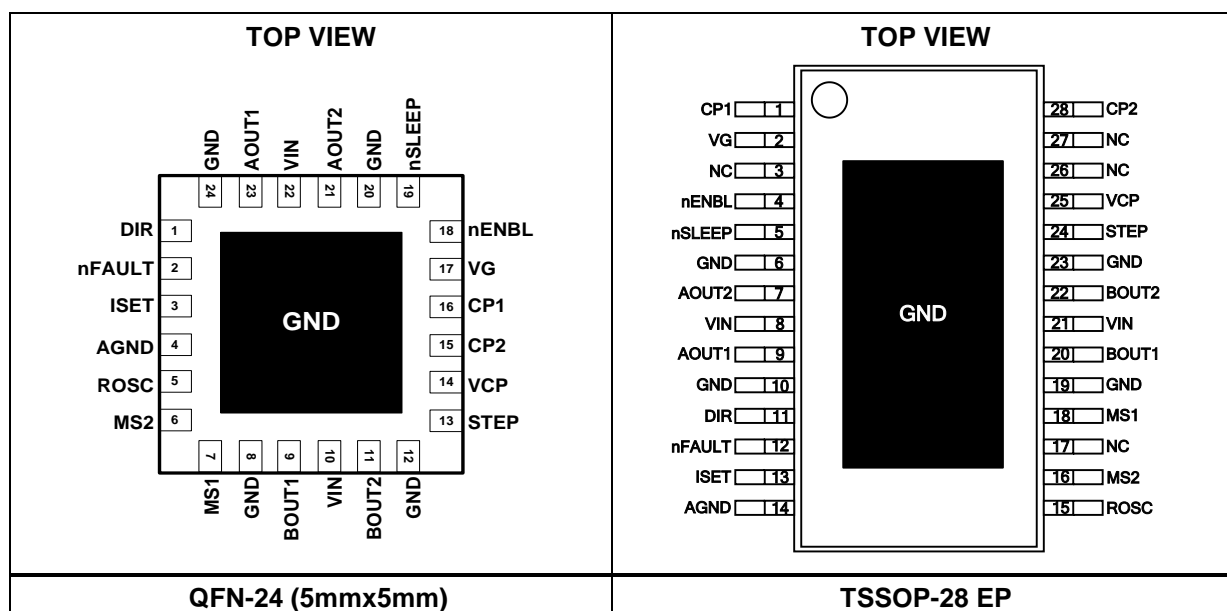 TOP VIEW
GND
AOUT1
VIN
AOUT2
GND
nSLEEP
24
23
22
21
20
19
DIR 1
nFAULT 2
ISET 3
AGND 4
ROSC 5
MS2 6
GND
18 nENBL
17 VG
16 CP1
15 CP2
14 VCP
13 STEP
7
8
9
10
11
12
MS1
GND
BOUT1
VIN
BOUT2
GND
QFN-24 (5mmx5mm)
TOP VIEW
CP1 1
VG 2
NC 3
nENBL 4
nSLEEP 5
GND 6
AOUT2 7
VIN 8
AOUT1 9
GND 10
DIR 11
nFAULT 12
ISET 13
AGND 14
GND
28 CP2
27 NC
26 NC
25 VCP
24 STEP
23 GND
22 BOUT2
21 VIN
20 BOUT1
19 GND
18 MS1
17 NC
16 MS2
15 ROSC
TSSOP-28 EP